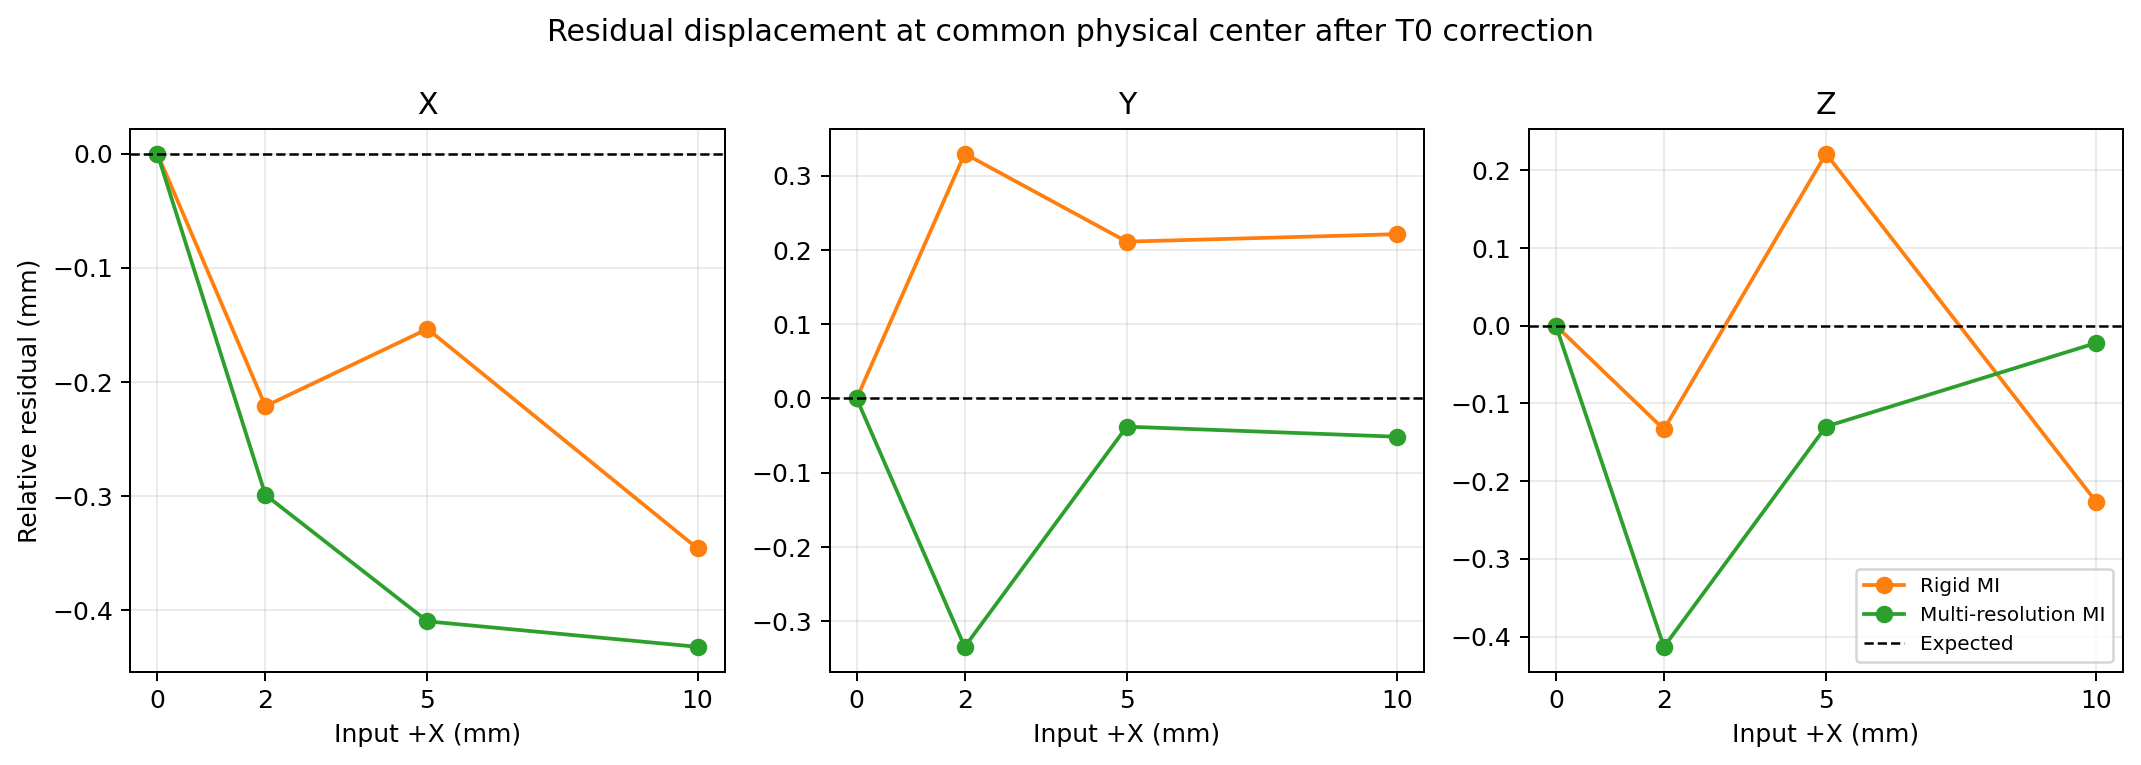 Residual displacement at common physical center after T0 correction
X
Y
Z
Relative residual (mm)
0.0
−0.1
−0.2
−0.3
−0.4
0 2 5 10
Input +X (mm)
0.3
0.2
0.1
0.0
−0.1
−0.2
−0.3
0 2 5 10
Input +X (mm)
0.2
0.1
0.0
−0.1
−0.2
−0.3
−0.4
0 2 5 10
Input +X (mm)
Rigid MI
Multi-resolution MI
Expected